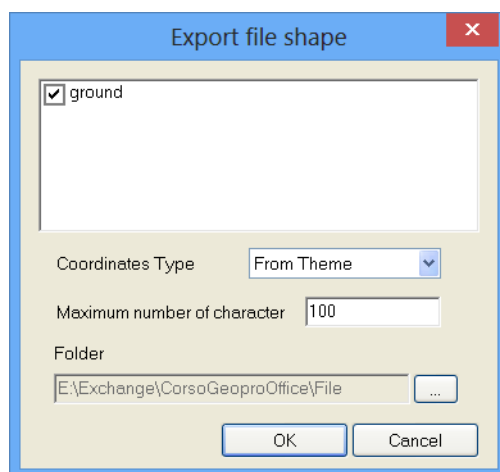 Export file shape
ground
Coordinates Type From Theme
Maximum number of character 100
Folder
E:\Exchange\CorsoGeoproOffice\File ...
OK Cancel